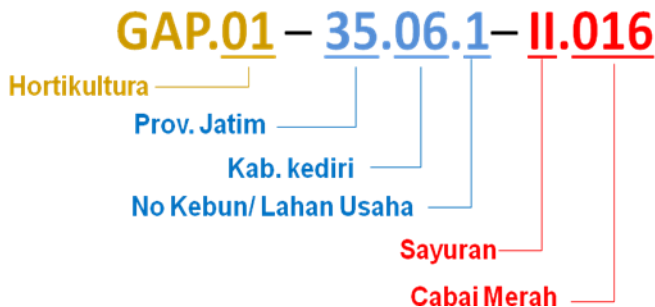 GAP.01 – 35.06.1– II.016
Hortikultura
Prov. Jatim
Kab. kediri
No Kebun/ Lahan Usaha
Sayuran
Cabai Merah